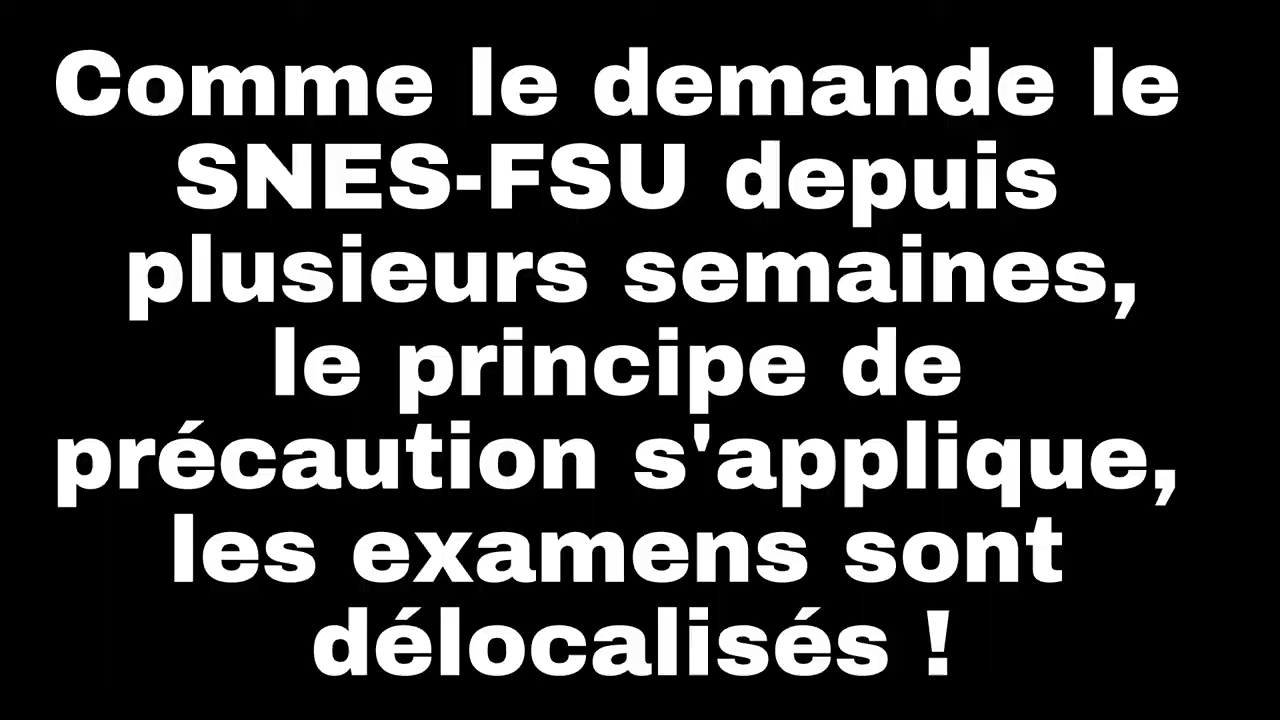 Comme le demande le
SNES-FSU depuis
plusieurs semaines,
le principe de
précaution s'applique,
les examens sont
délocalisés !